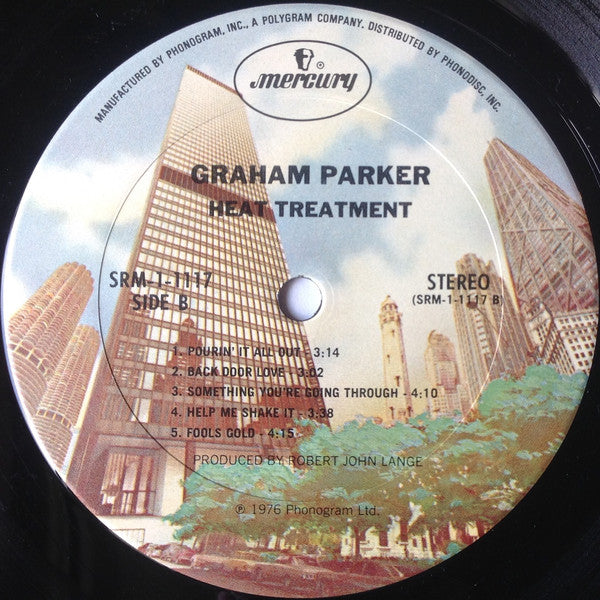 MANUFACTURED BY PHONOGRAM, INC., A POLYGRAM COMPANY. DISTRIBUTED BY PHONODISC, INC.
®
mercury
GRAHAM PARKER
HEAT TREATMENT
SRM-1-1117
SIDE B
STEREO
(SRM-1-1117 B)
1. POURIN' IT ALL OUT - 3:14
2. BACK DOOR LOVE - 3:02
3. SOMETHING YOU'RE GOING THROUGH - 4:10
4. HELP ME SHAKE IT - 3:38
5. FOOLS GOLD - 4:15
PRODUCED BY ROBERT JOHN LANGE
℗ 1976 Phonogram Ltd.